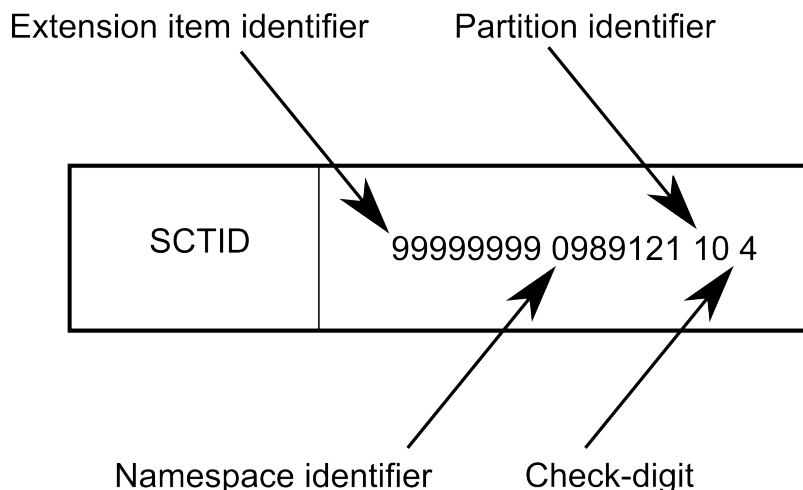 Extension item identifier Partition identifier
SCTID 99999999 0989121 10 4
Namespace identifier Check-digit